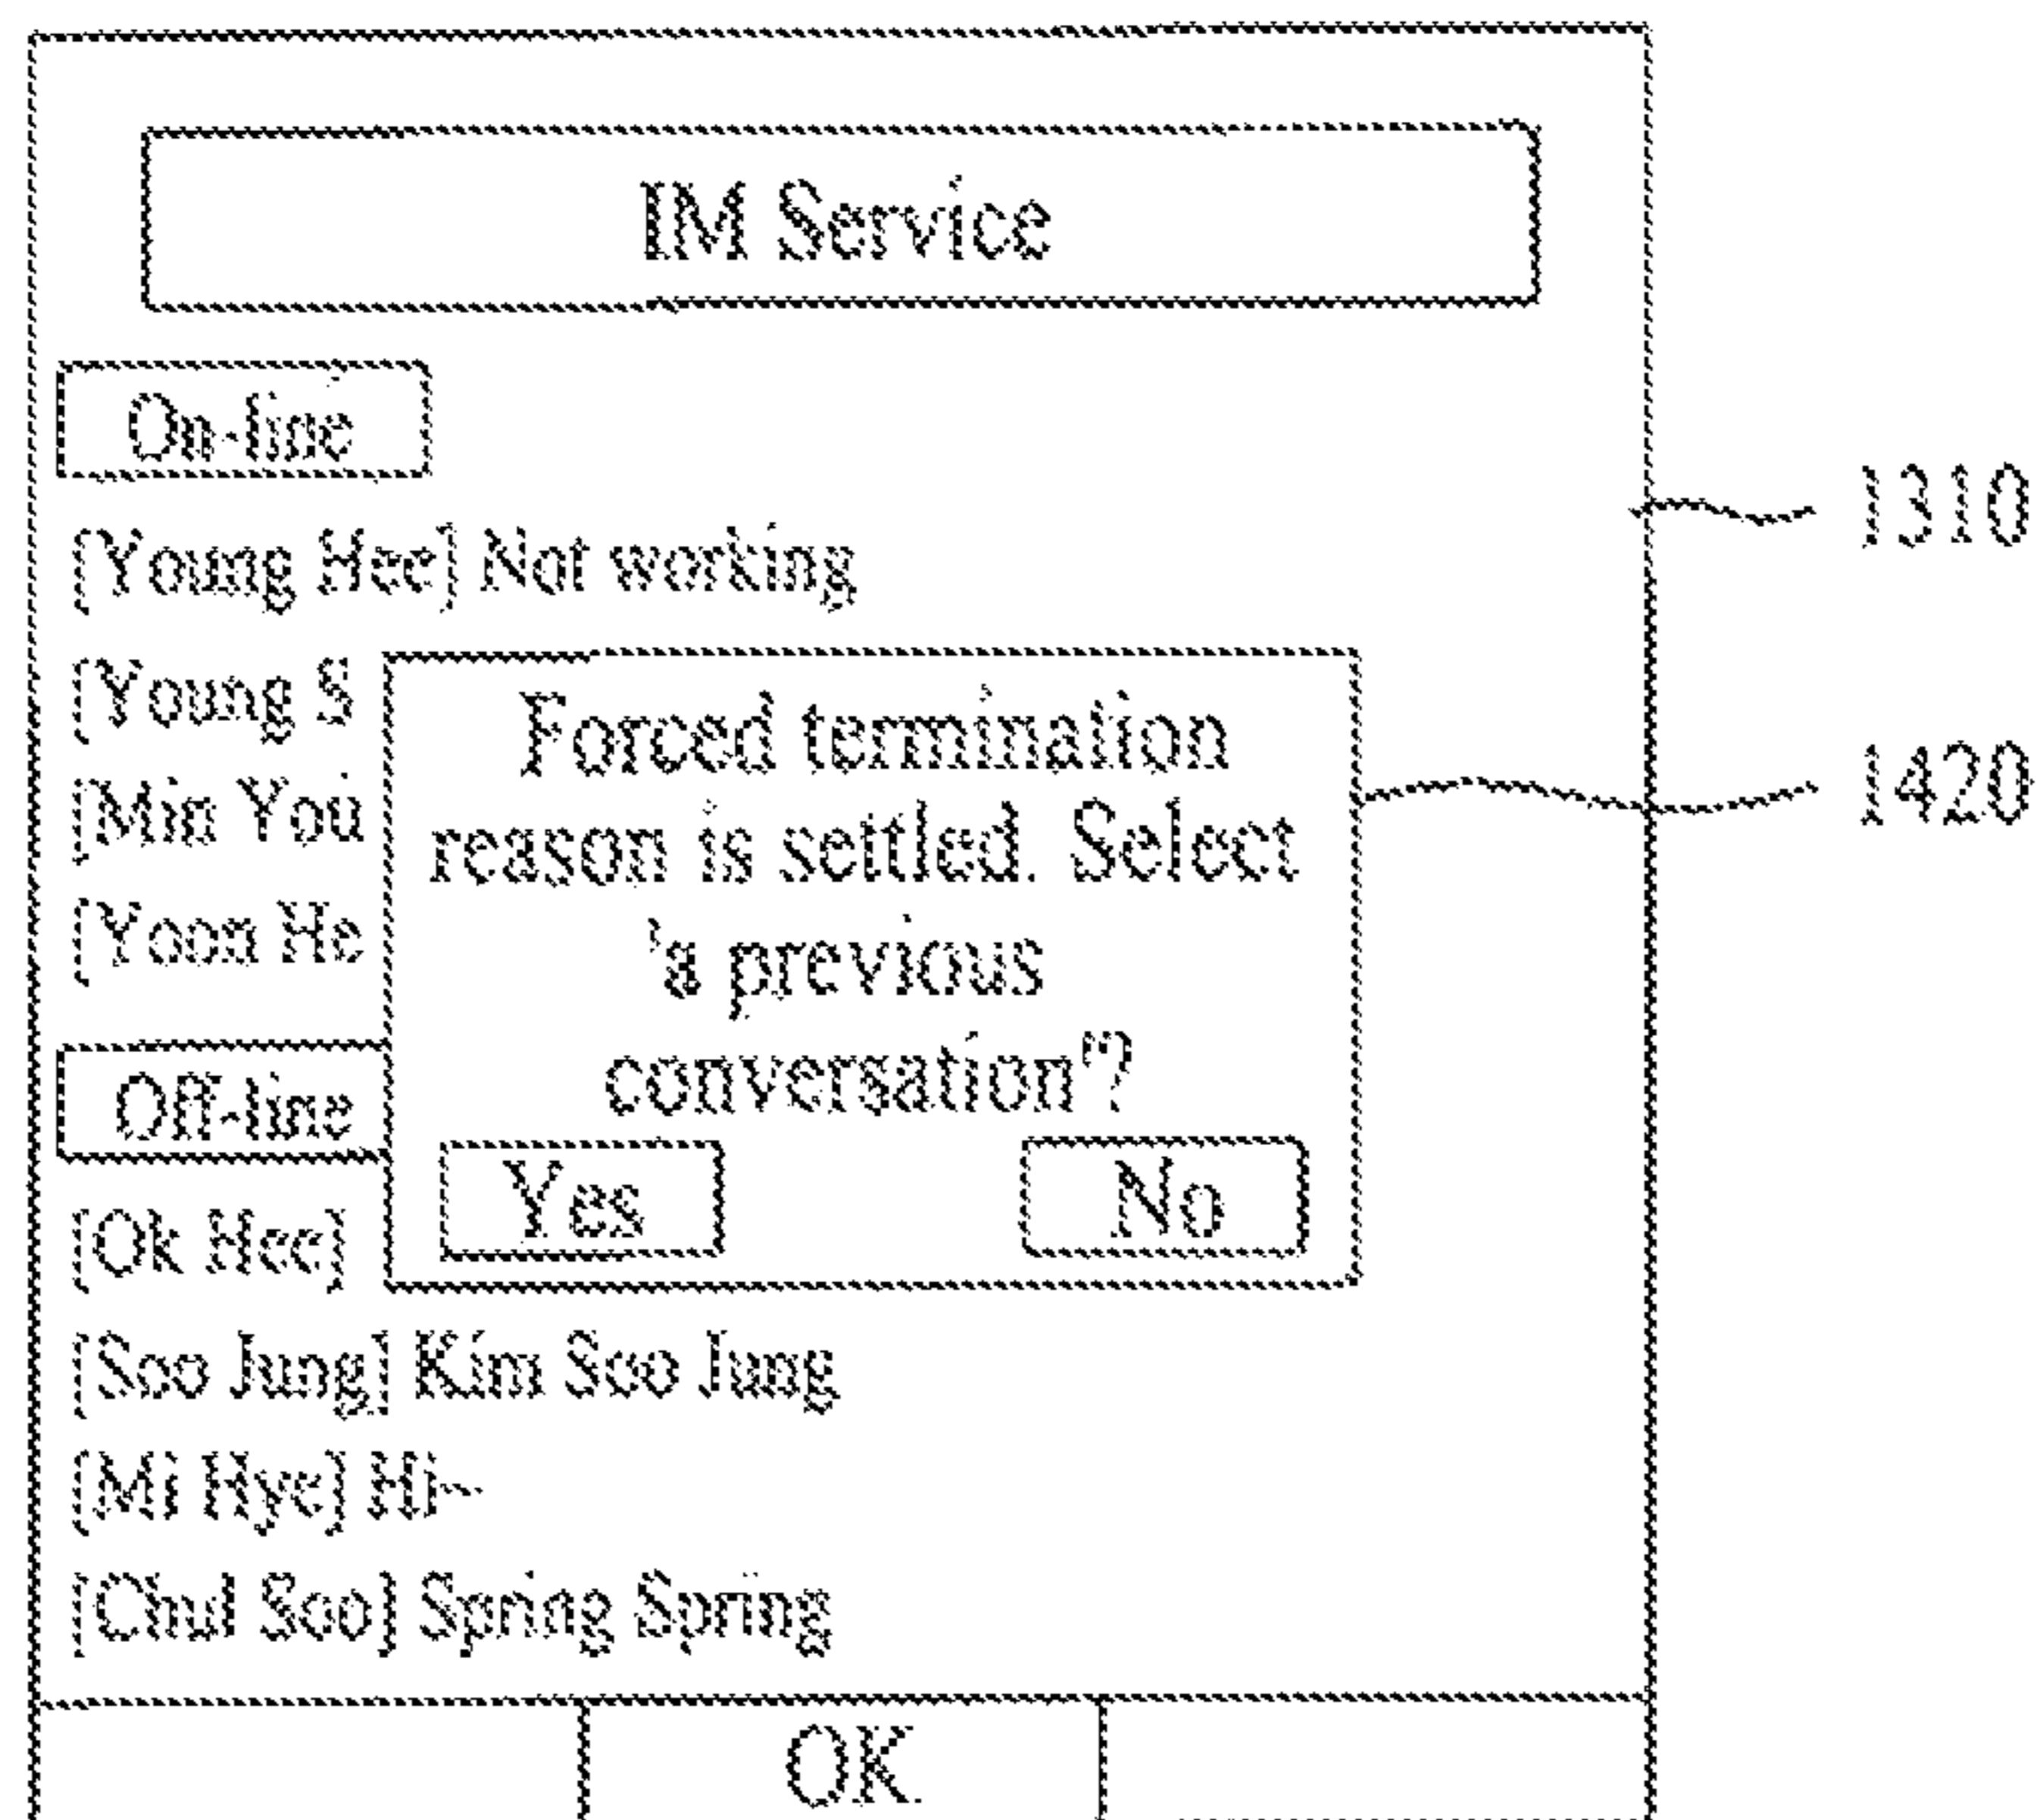 IM Service
On-line
1310
[Young Hee] Not working
[Young S
Forced termination
reason is settled. Select
'a previous
conversation"?
Yes No
1420
[Min You
[Yoon He
Off-line
[Ok Hee]
[Soo Jung] Kim Soo Jung
[Mi Hye] Hi~
[Chul Soo] Spring Spring
OK